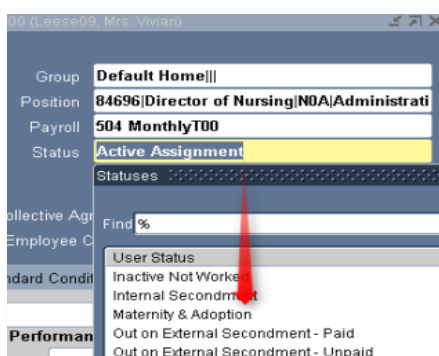 00 (Leese09, Mrs. Vivian)
Group Default Home|||
Position 84696|Director of Nursing|N0A|Administrati
Payroll 504 MonthlyT00
Status Active Assignment
Statuses
ollective Agr
Find %
Employee C
User Status
ndard Condit
Inactive Not Worked
Internal Secondment
Maternity & Adoption
Performan
Out on External Secondment - Paid
Out on External Secondment - Unpaid